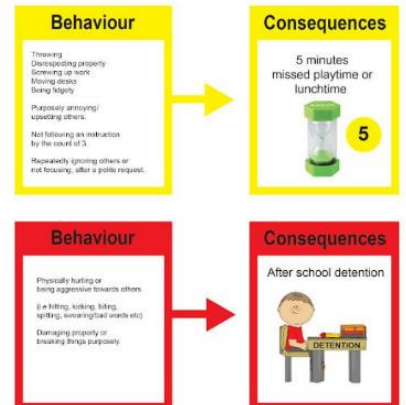 Behaviour
Throwing
Disrespecting property
Screwing up work
Moving desks
Being fidgety
Purposely annoying/
upsetting others.
Not following an instruction
by the count of 3.
Repeatedly ignoring others or
not focusing, after a polite request.
Consequences
5 minutes
missed playtime or
lunchtime
5
Behaviour
Physically hurting or
being aggressive towards others
(i.e hitting, kicking, biting,
spitting, swearing/bad words etc)
Damaging property or
breaking things purposely.
Consequences
After school detention
DETENTION